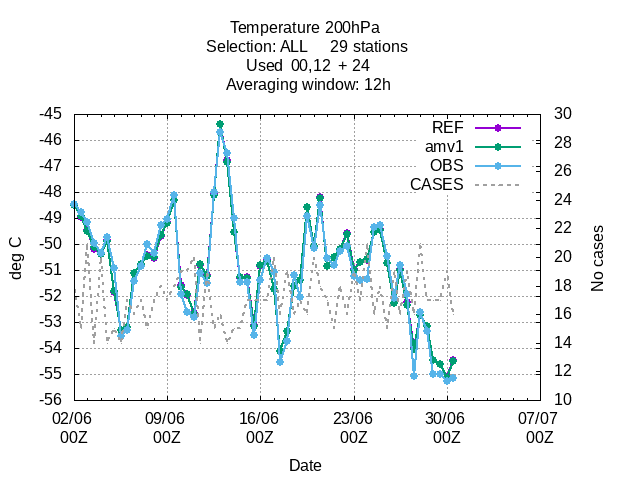 Temperature 200hPa
Selection: ALL 29 stations
Used 00,12 + 24
Averaging window: 12h
-45 30
REF
-46 28
amv1
-47 OBS 26
CASES
-48 24
-49 22
-50 20
deg C No cases
-51 18
-52 16
-53
-54 14
-55 12
-56 10
02/06 09/06 16/06 23/06 30/06 07/07
00Z 00Z 00Z 00Z 00Z 00Z
Date